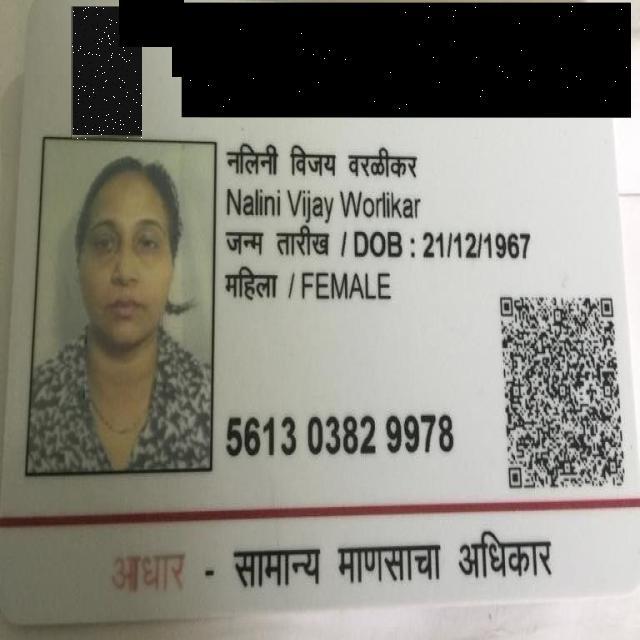 नलिनी विजय वरळीकर
Nalini Vijay Worlikar
जन्म तारीख / DOB : 21/12/1967
महिला / FEMALE
5613 0382 9978
आधार - सामान्य माणसाचा अधिकार